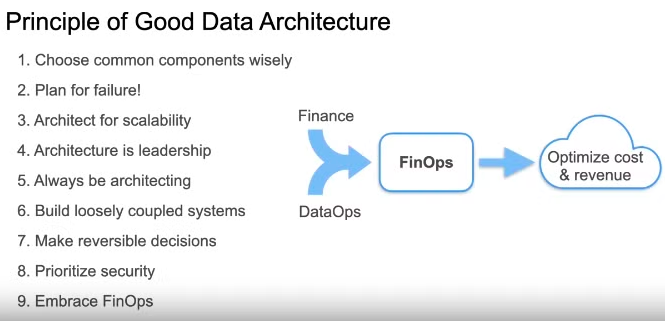 Principle of Good Data Architecture
1. Choose common components wisely
2. Plan for failure!
3. Architect for scalability
4. Architecture is leadership
5. Always be architecting
6. Build loosely coupled systems
7. Make reversible decisions
8. Prioritize security
9. Embrace FinOps
Finance
DataOps
FinOps
Optimize cost
& revenue